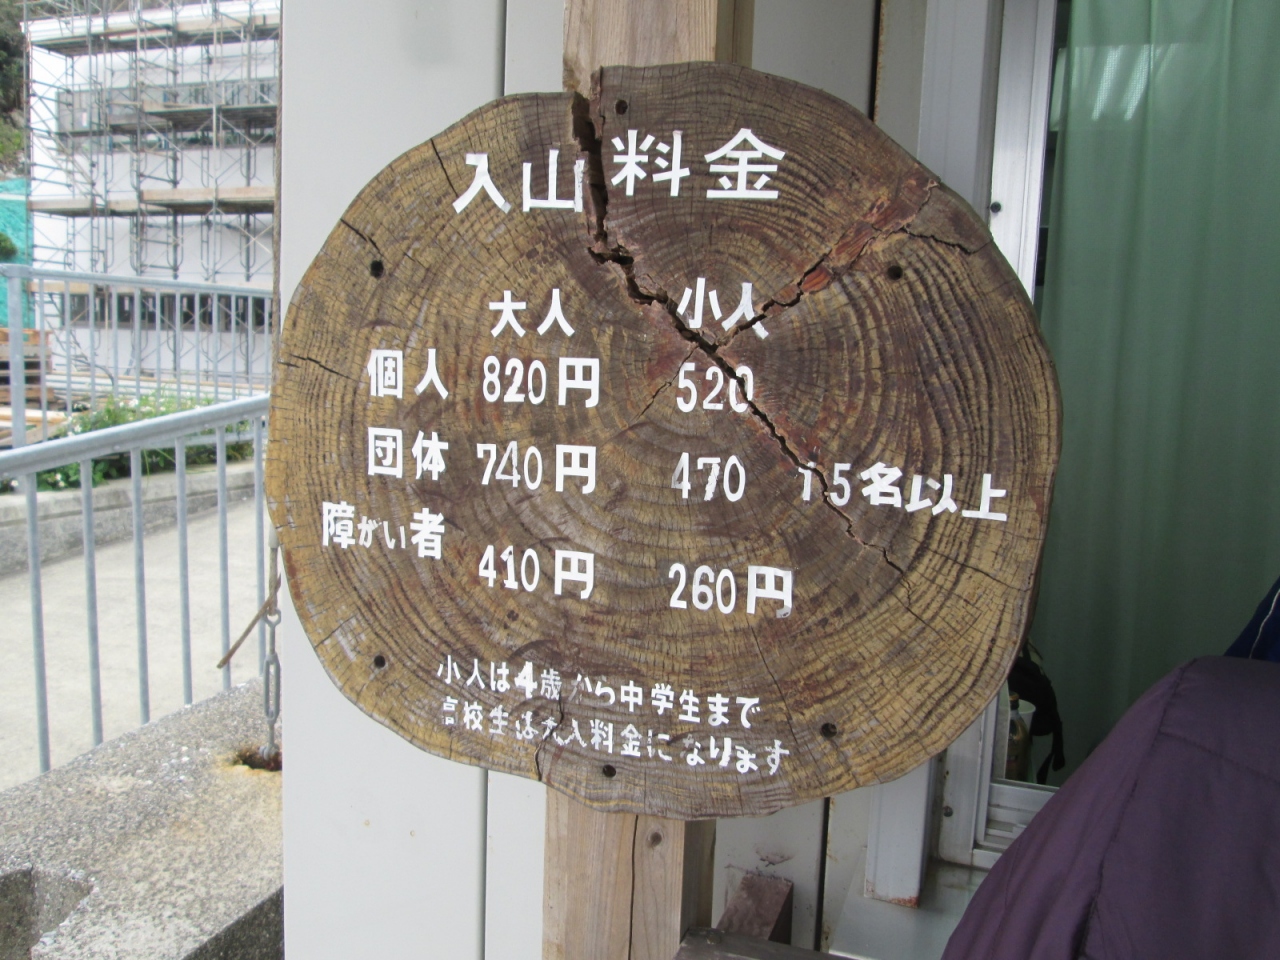 入山料金
大人 小人
個人 820円 520
団体 740円 470 15名以上
障がい者 410円 260円
小人は4歳から中学生まで
高校生は大人料金になります